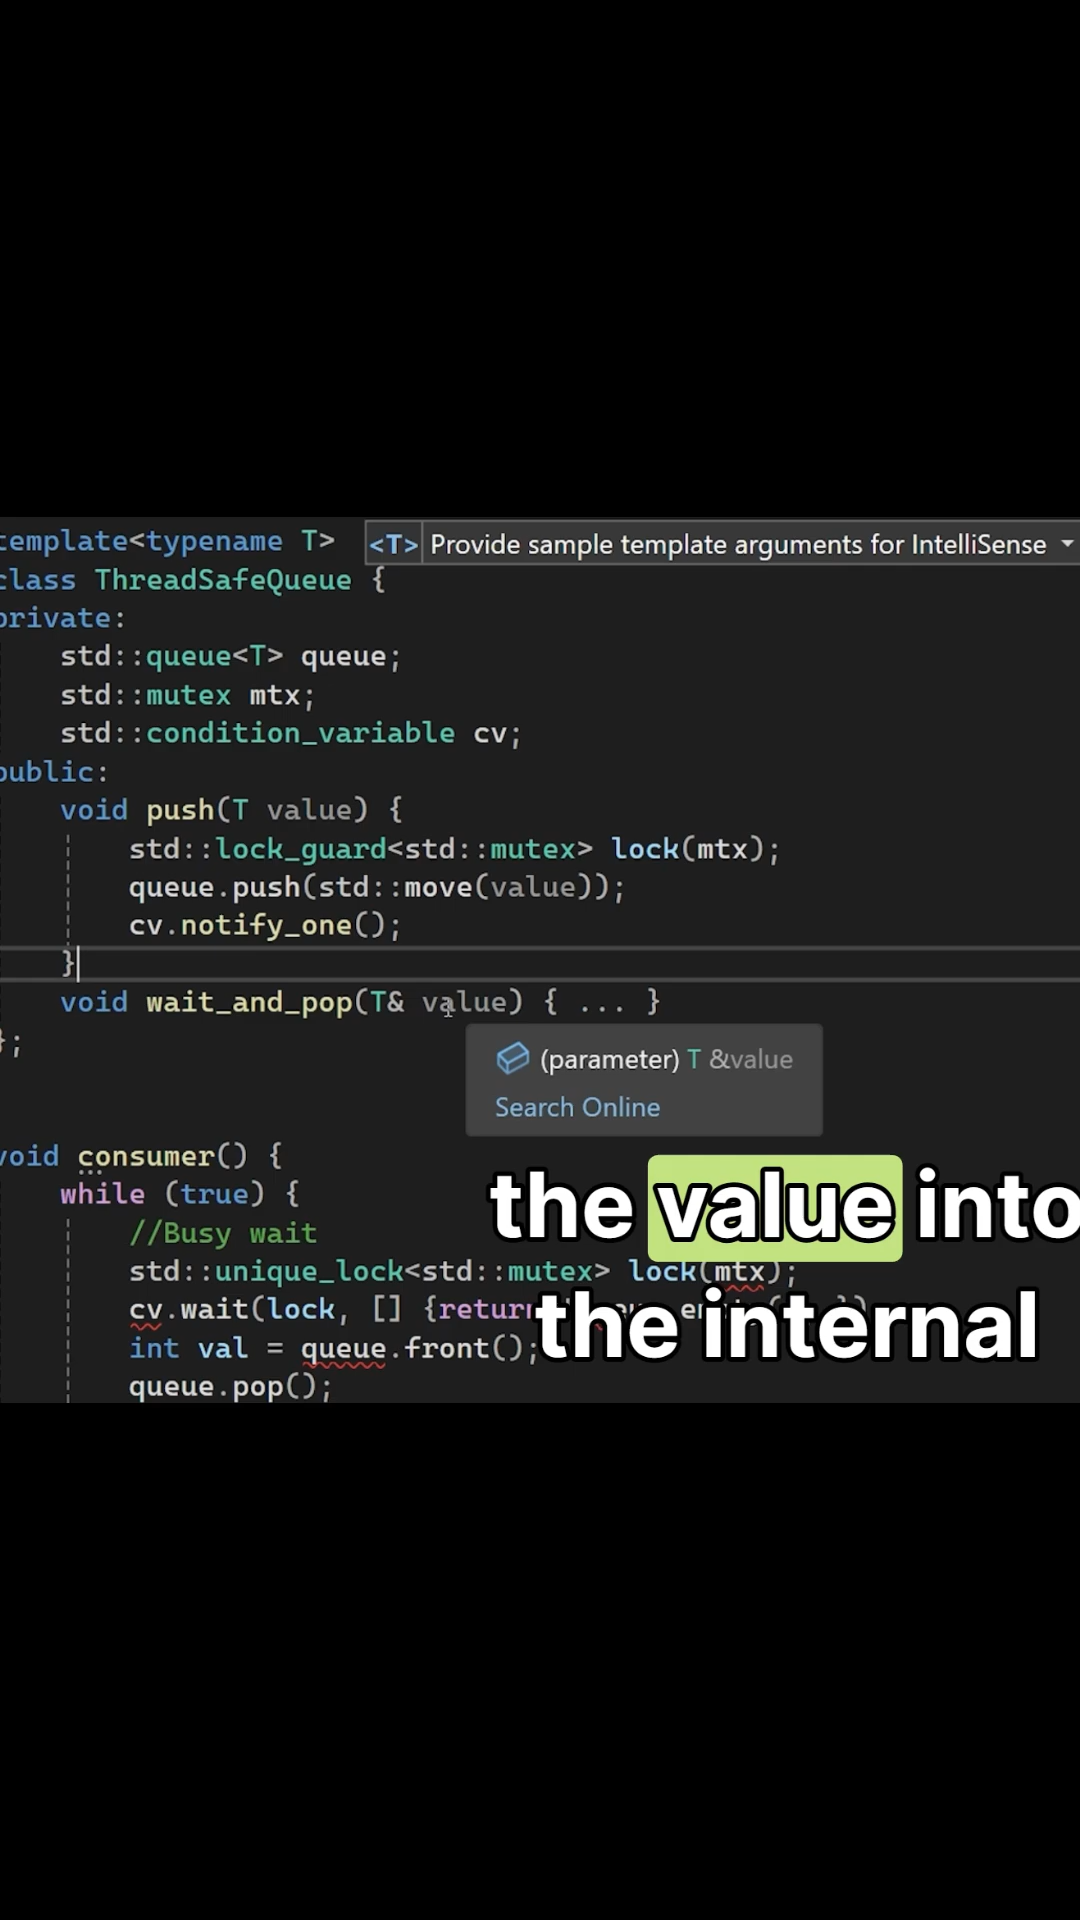 template<typename T> <T> Provide sample template arguments for IntelliSense
class ThreadSafeQueue {
private:
std::queue<T> queue;
std::mutex mtx;
std::condition_variable cv;
public:
void push(T value) {
std::lock_guard<std::mutex> lock(mtx);
queue.push(std::move(value));
cv.notify_one();
}
void wait_and_pop(T& value) { ... }
};
(parameter) T &value
Search Online
void consumer() {
while (true) {
//Busy wait
std::unique_lock<std::mutex> lock(mtx);
cv.wait(lock, [] {return
int val = queue.front();
queue.pop();
the value into
the internal